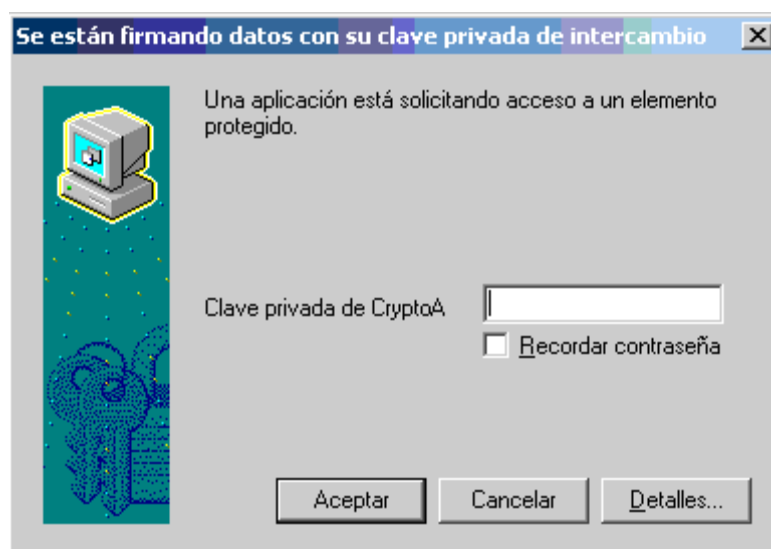 Se están firmando datos con su clave privada de intercambio
Una aplicación está solicitando acceso a un elemento
protegido.
Clave privada de CryptoA
Recordar contraseña
Aceptar
Cancelar
Detalles...